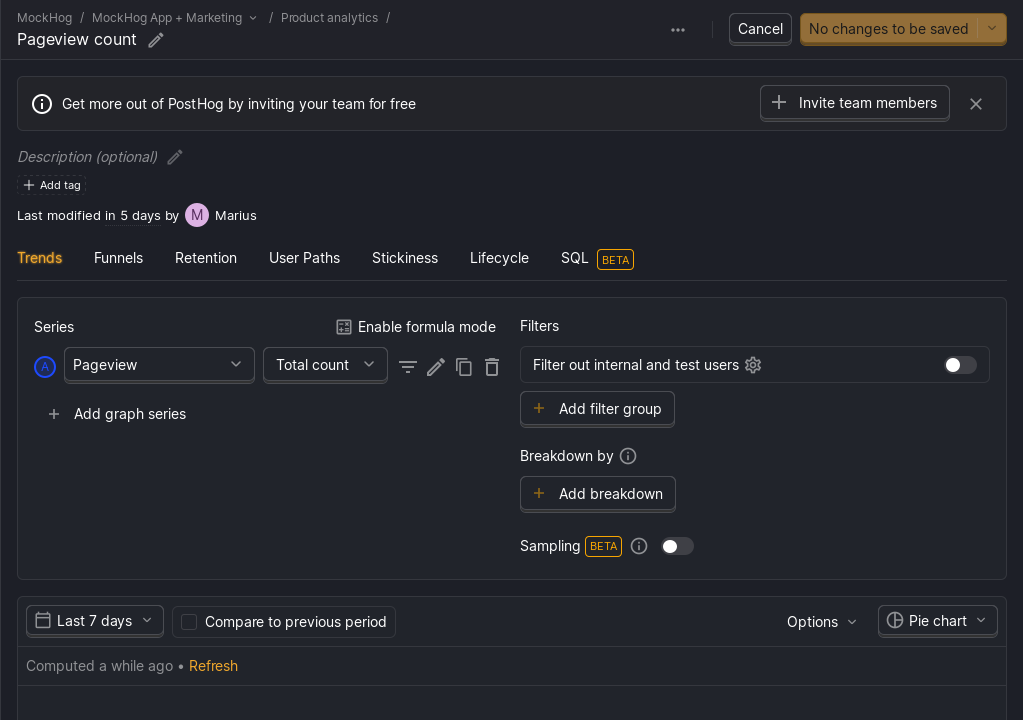 MockHog / MockHog App + Marketing / Product analytics /
Pageview count
Cancel
No changes to be saved
Get more out of PostHog by inviting your team for free
Invite team members
Description (optional)
Add tag
Last modified in 5 days by M Marius
Trends Funnels Retention User Paths Stickiness Lifecycle SQL BETA
Series
Enable formula mode
A Pageview Total count
Add graph series
Filters
Filter out internal and test users
Add filter group
Breakdown by
Add breakdown
Sampling BETA
Last 7 days Compare to previous period Options Pie chart
Computed a while ago • Refresh